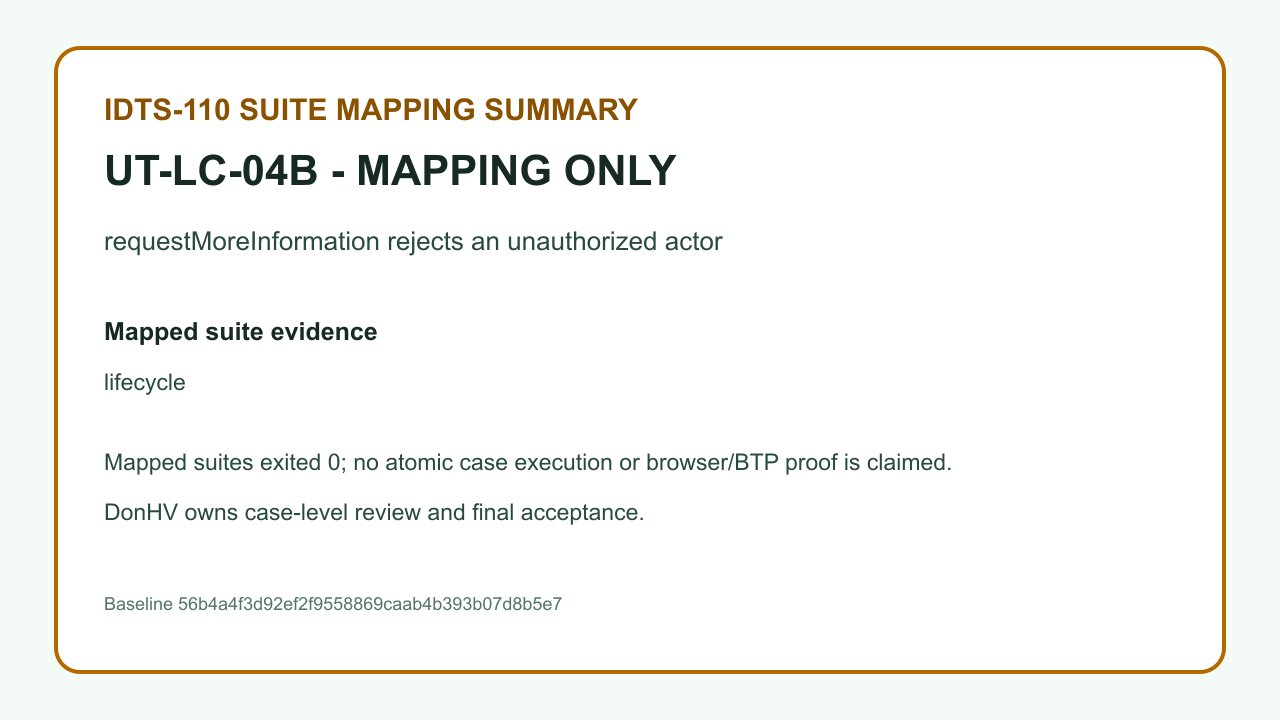 IDTS-110 SUITE MAPPING SUMMARY
UT-LC-04B - MAPPING ONLY
requestMoreInformation rejects an unauthorized actor
Mapped suite evidence
lifecycle
Mapped suites exited 0; no atomic case execution or browser/BTP proof is claimed.
DonHV owns case-level review and final acceptance.
Baseline 56b4a4f3d92ef2f9558869caab4b393b07d8b5e7